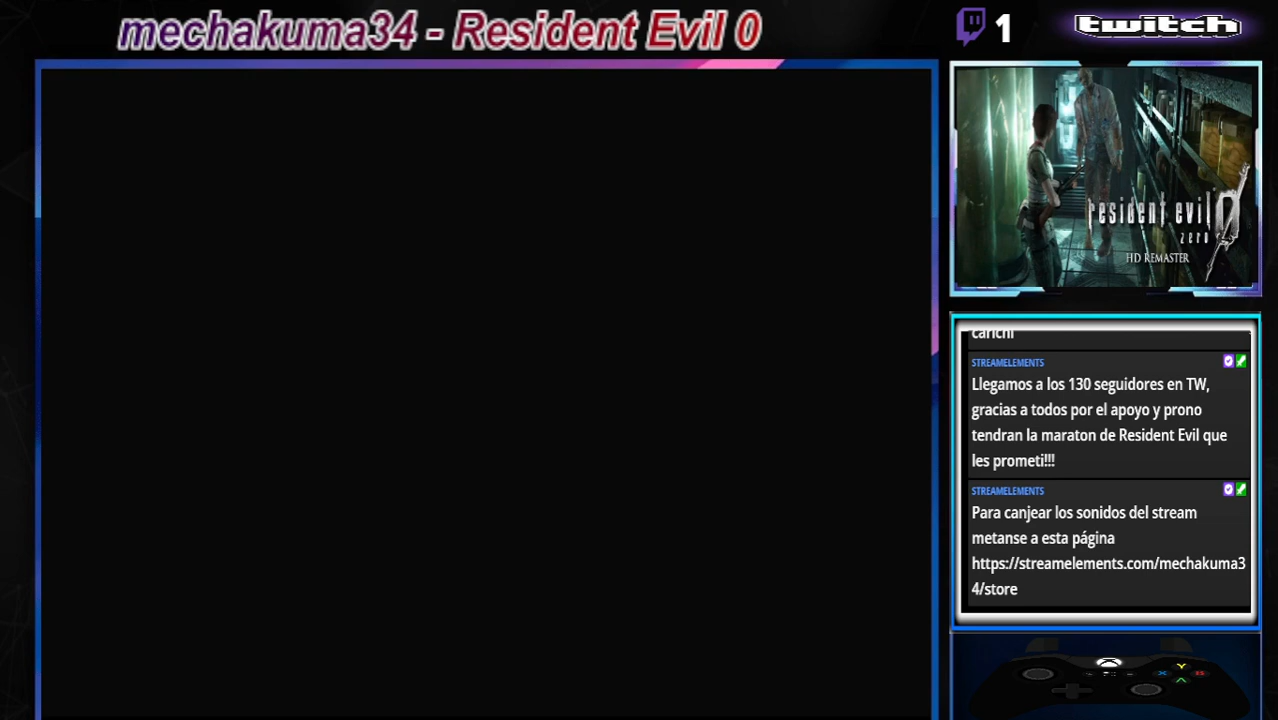 mechakuma34 - Resident Evil 0
1
twitch
resident evil 0
zero
HD REMASTER
carichi
STREAMELEMENTS
Llegamos a los 130 seguidores en TW,
gracias a todos por el apoyo y prono
tendran la maraton de Resident Evil que
les prometi!!!
STREAMELEMENTS
Para canjear los sonidos del stream
metanse a esta página
https://streamelements.com/mechakuma3
4/store
Y
X
B
A